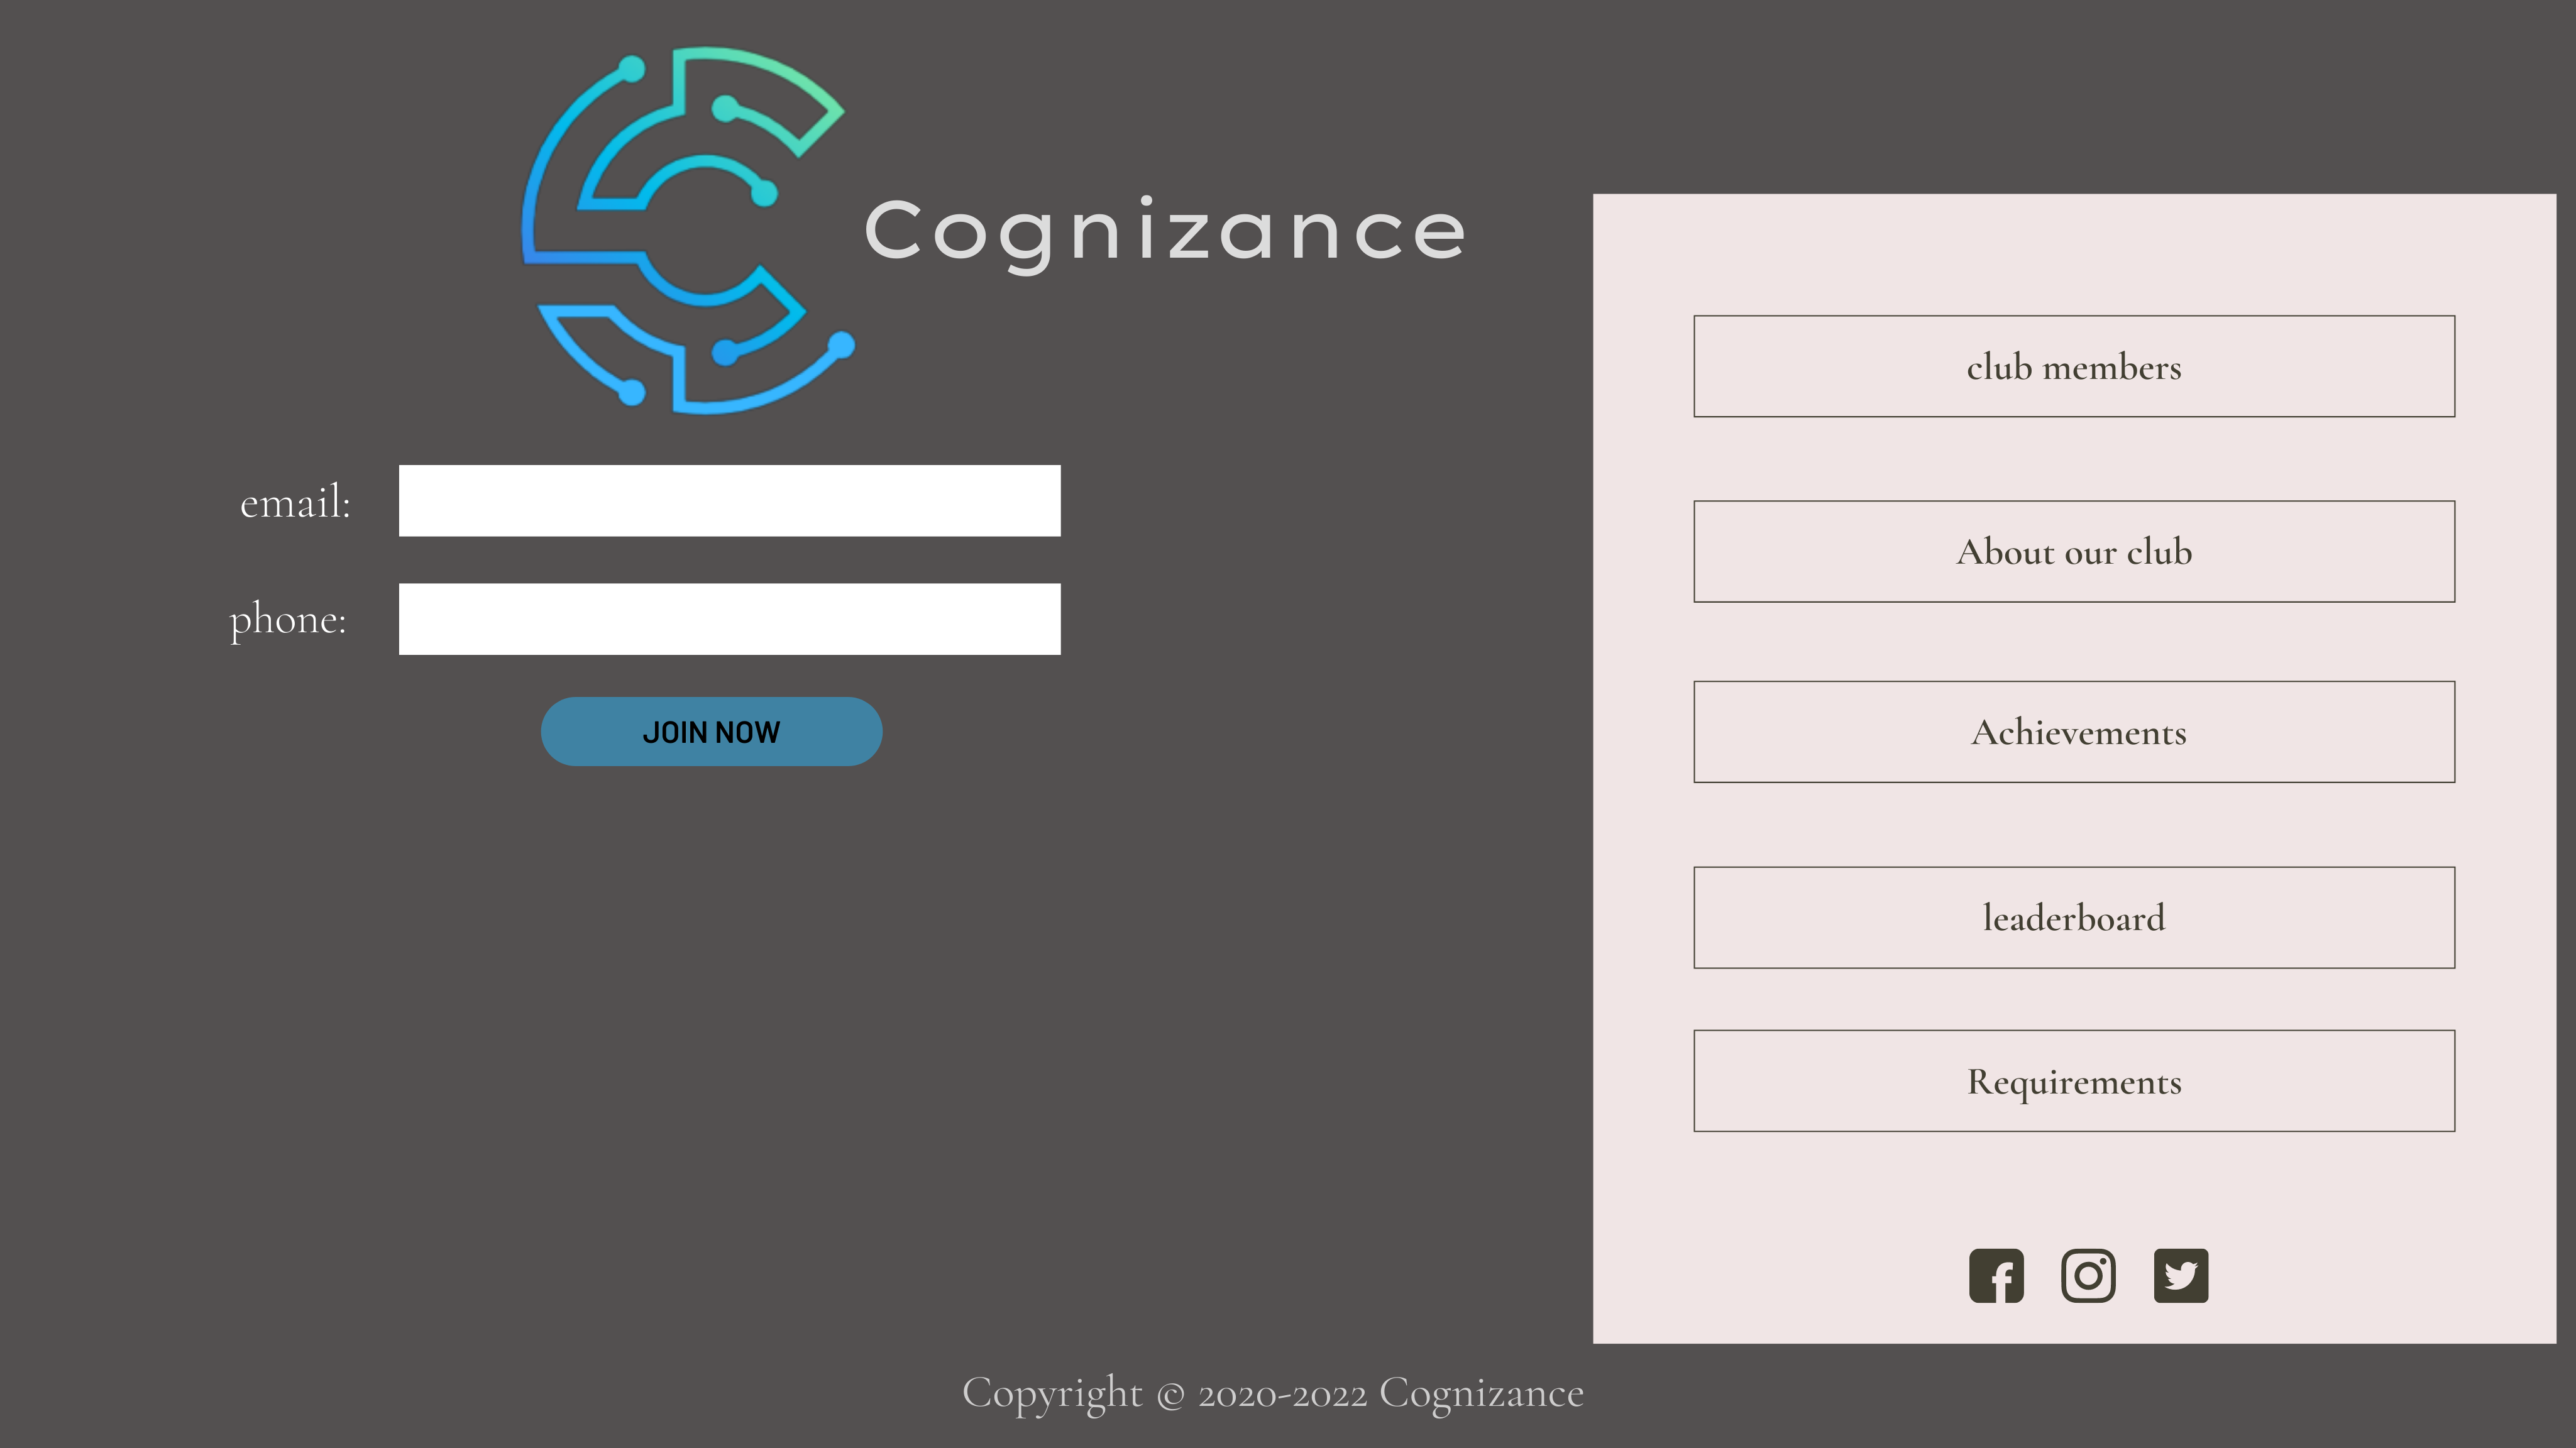 Cognizance
email:
phone:
JOIN NOW
club members
About our club
Achievements
leaderboard
Requirements
Copyright © 2020-2022 Cognizance